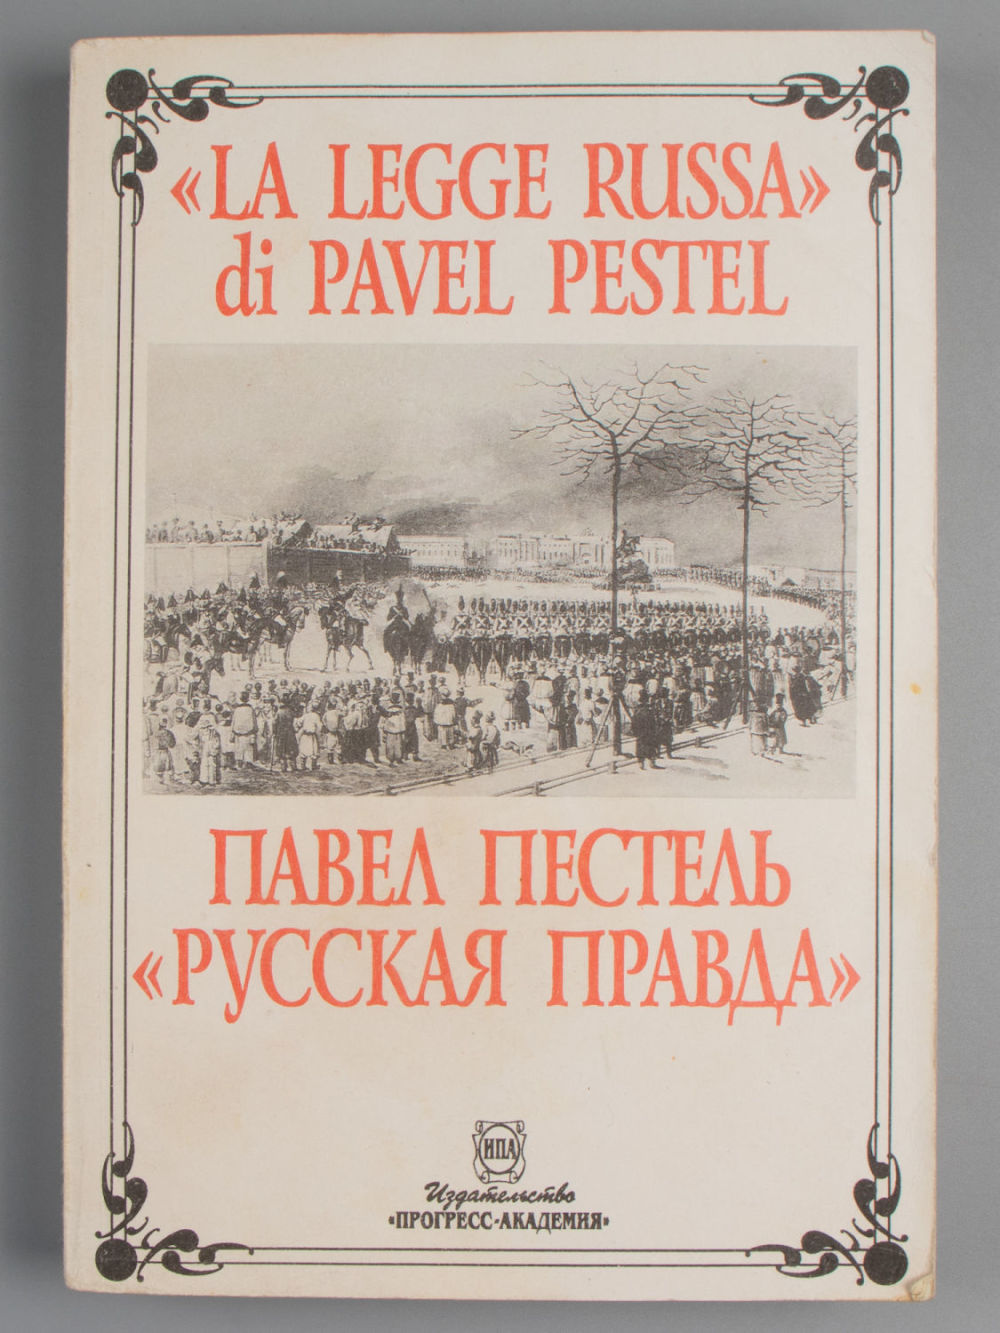 «LA LEGGE RUSSA»
di PAVEL PESTEL
ПАВЕЛ ПЕСТЕЛЬ
«РУССКАЯ ПРАВДА»
ИПА
Издательство
«ПРОГРЕСС-АКАДЕМИЯ»